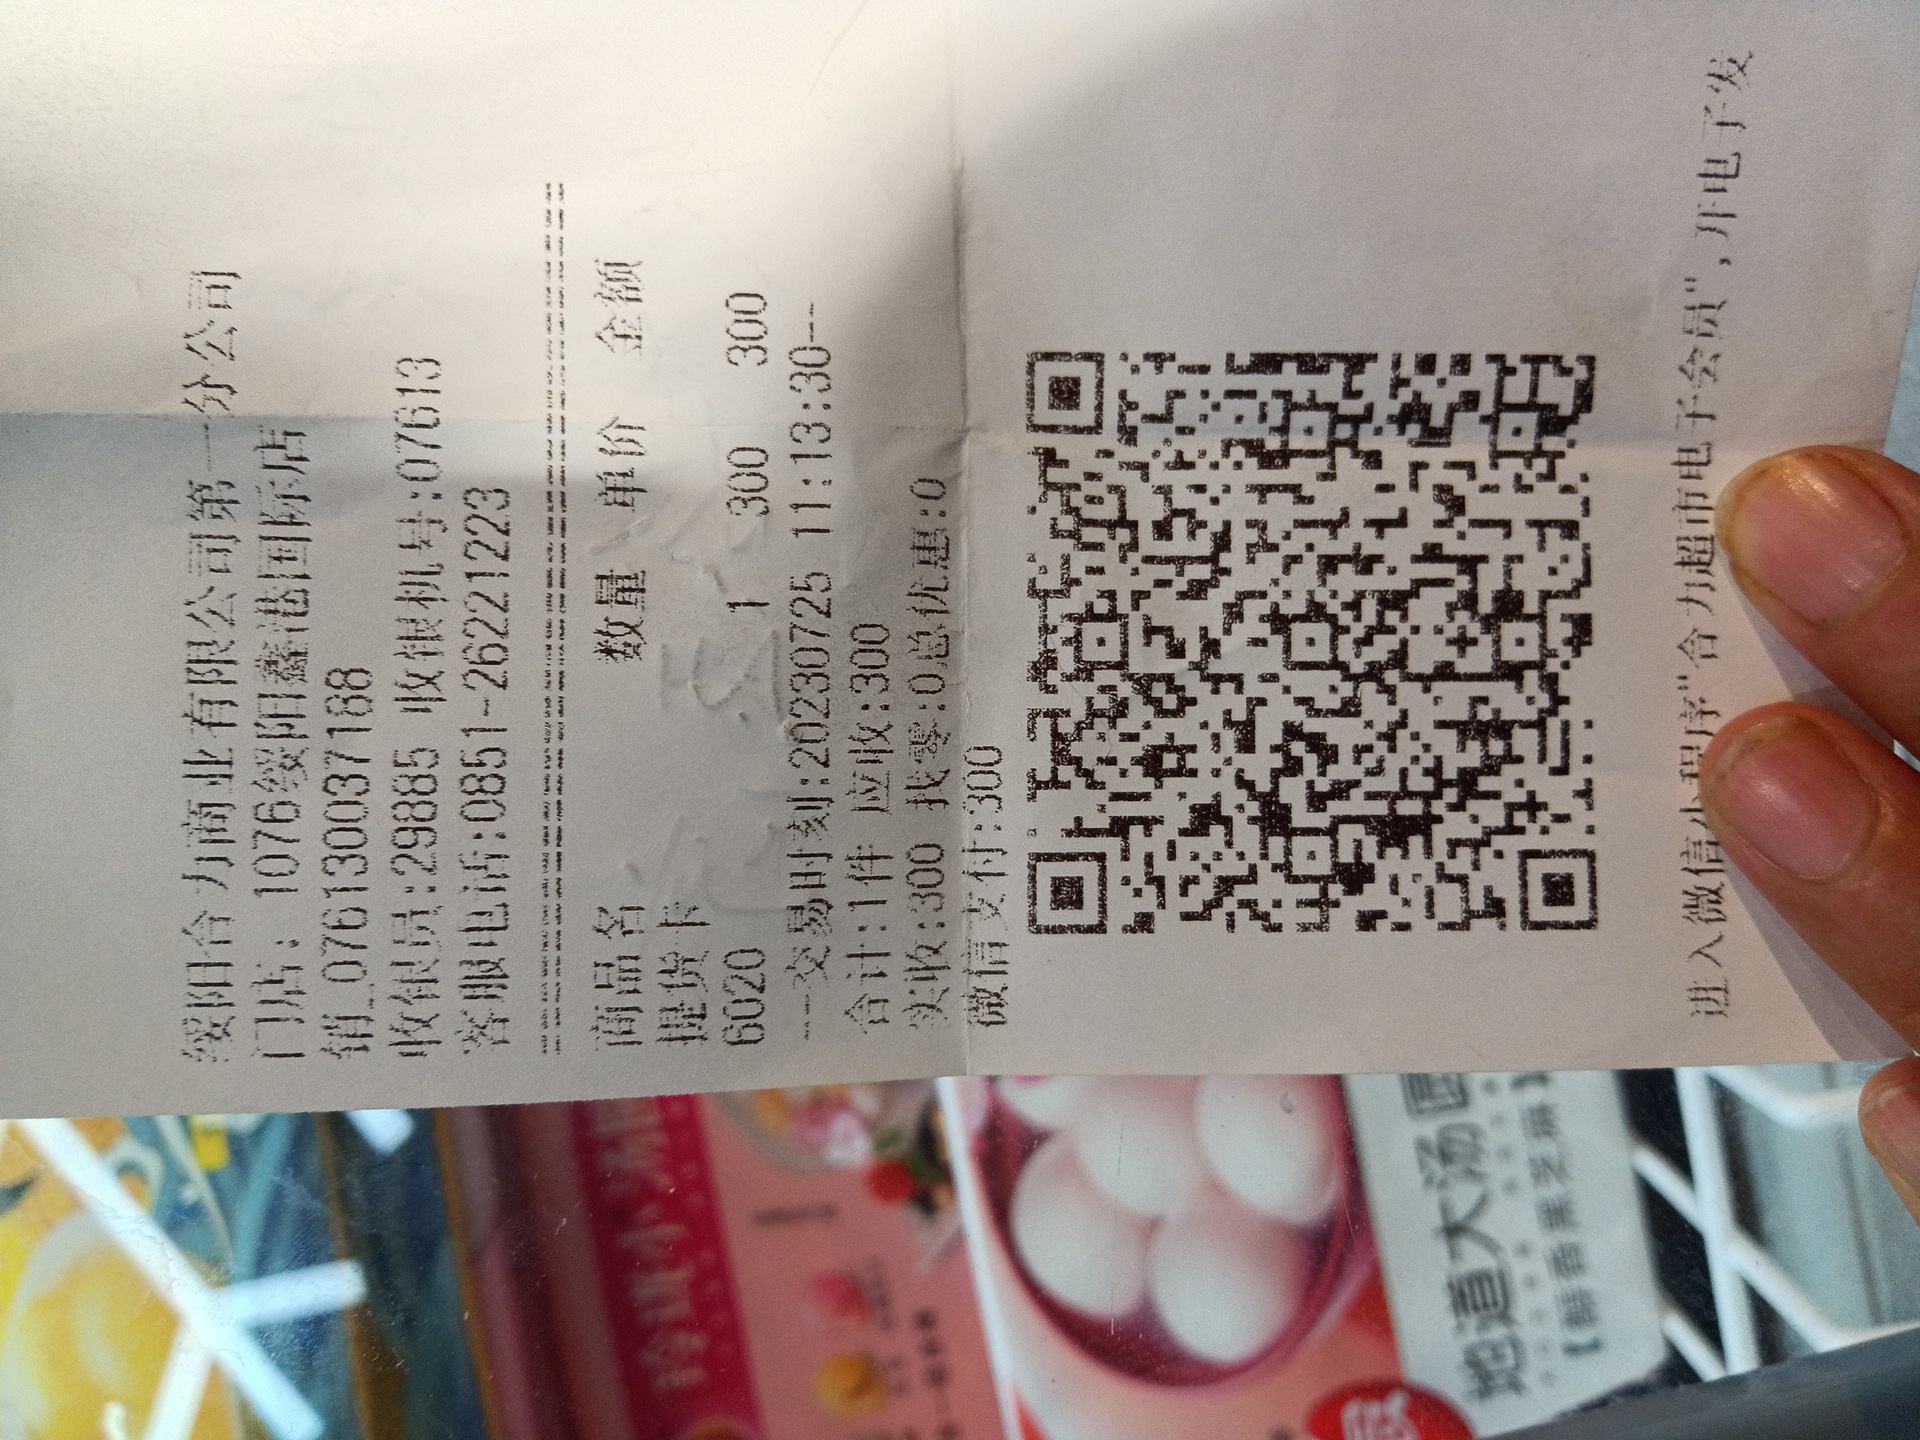 绥阳合力商业有限公司第一分公司
门店: 1076绥阳鑫港国际店
销_076130037188
收银员:29885 收银机号:07613
客服电话:0851-26221223
商品名 数量 单价 金额
提货卡
6020 1 300 300
--交易时刻:20230725 11:13:30--
合计:1件 应收:300
实收:300 找零:0总优惠:0
微信支付:300
进入微信小程序"合力超市电子会员",开电子发
地道大汤圆